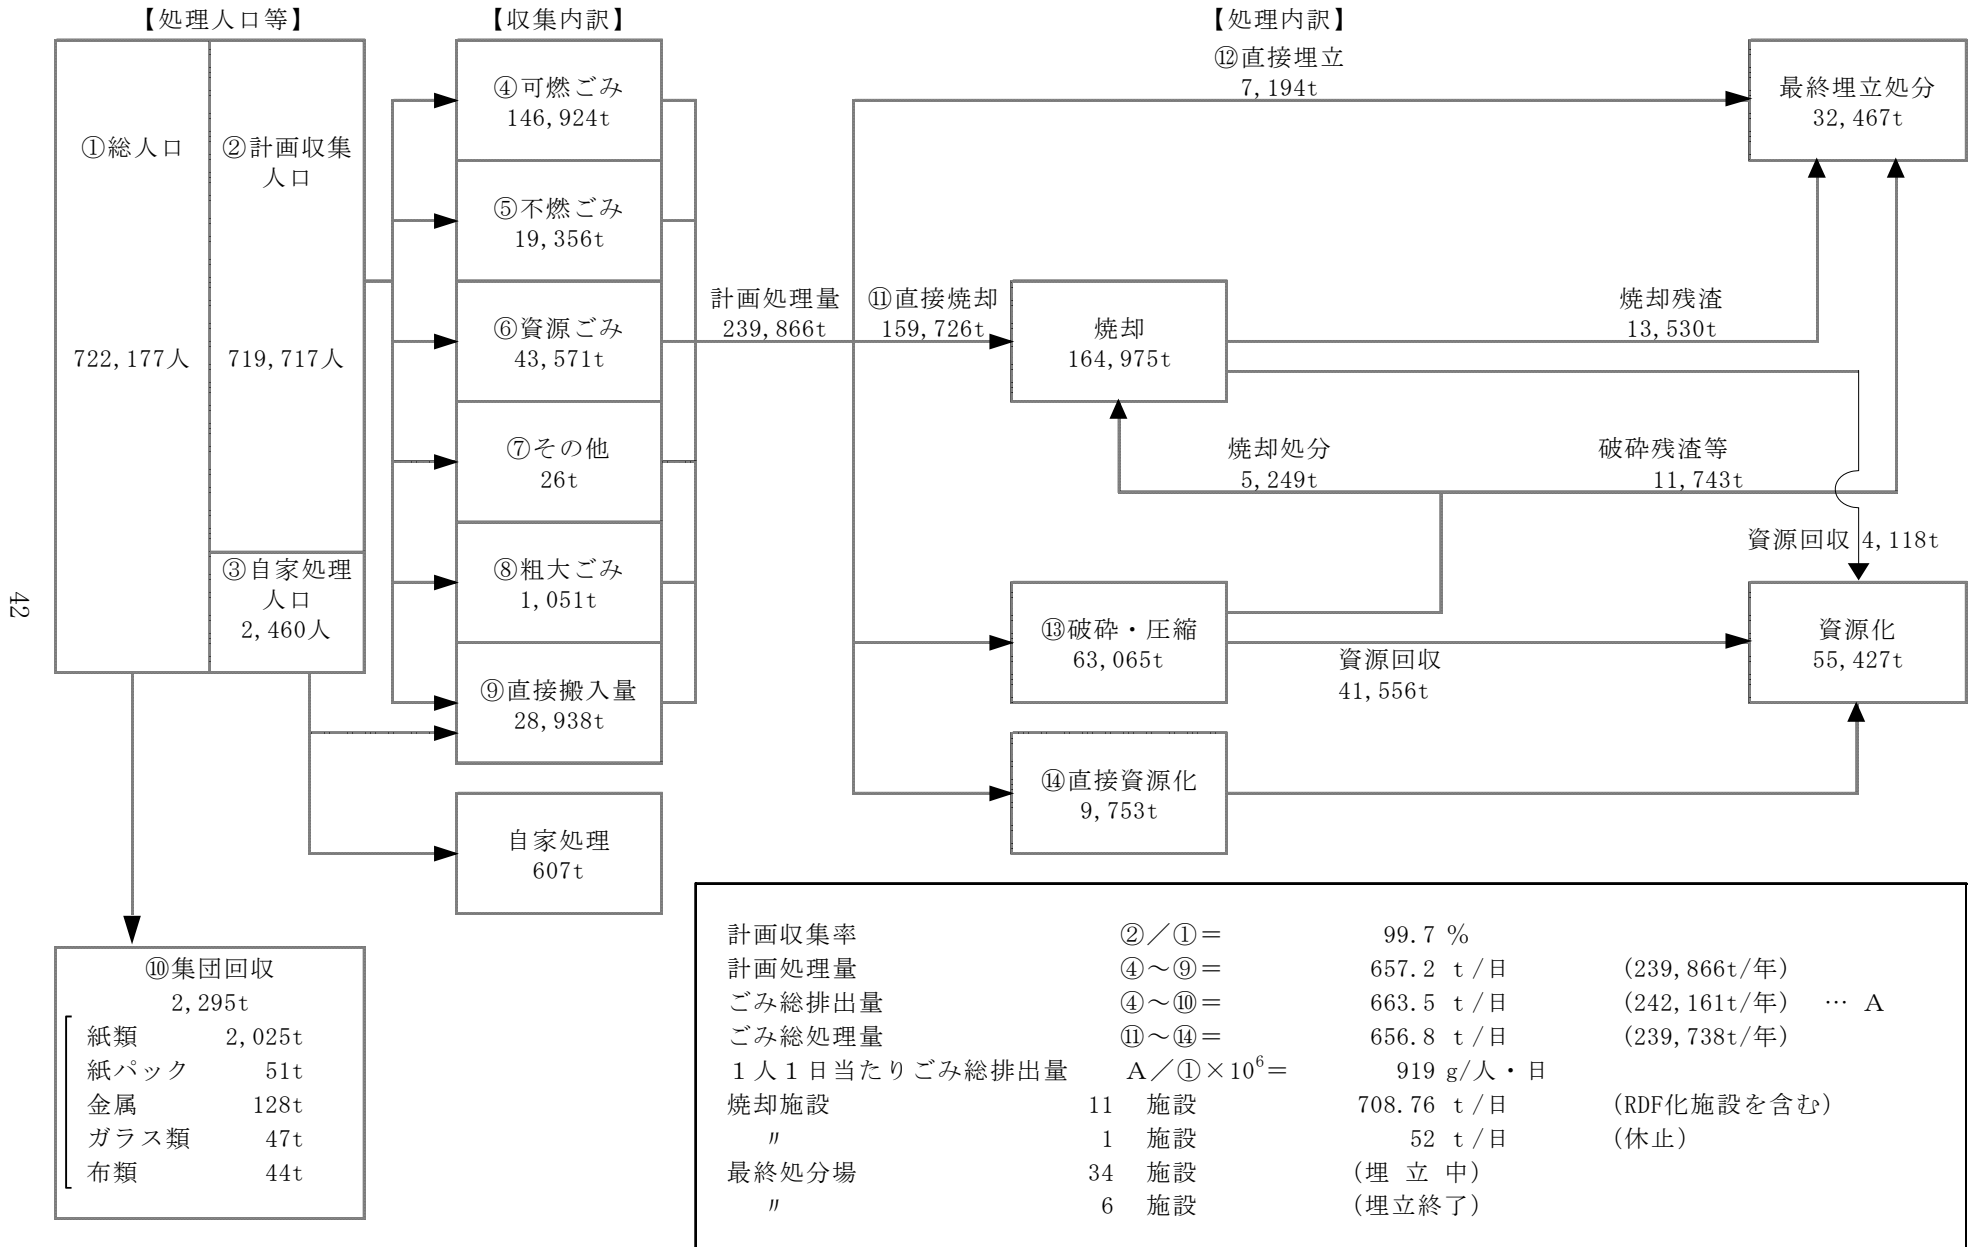 【処理人口等】
【収集内訳】
【処理内訳】
①総人口
722,177人
②計画収集
人口
719,717人
③自家処理
人口
2,460人
④可燃ごみ
146,924t
⑤不燃ごみ
19,356t
⑥資源ごみ
43,571t
⑦その他
26t
⑧粗大ごみ
1,051t
⑨直接搬入量
28,938t
自家処理
607t
計画処理量
239,866t
⑫直接埋立
7,194t
⑪直接焼却
159,726t
焼却
164,975t
焼却残渣
13,530t
最終埋立処分
32,467t
焼却処分
5,249t
破砕残渣等
11,743t
資源回収 4,118t
⑬破砕・圧縮
63,065t
資源回収
41,556t
資源化
55,427t
⑭直接資源化
9,753t
⑩集団回収
2,295t
紙類 2,025t
紙パック 51t
金属 128t
ガラス類 47t
布類 44t
計画収集率 ②／①＝ 99.7 %
計画処理量 ④～⑨＝ 657.2 t/日 (239,866t/年)
ごみ総排出量 ④～⑩＝ 663.5 t/日 (242,161t/年) … A
ごみ総処理量 ⑪～⑭＝ 656.8 t/日 (239,738t/年)
１人１日当たりごみ総排出量 A／①×10⁶＝ 919 g/人・日
焼却施設 11 施設 708.76 t/日 (RDF化施設を含む)
〃 1 施設 52 t/日 (休止)
最終処分場 34 施設 (埋 立 中)
〃 6 施設 (埋立終了)
42